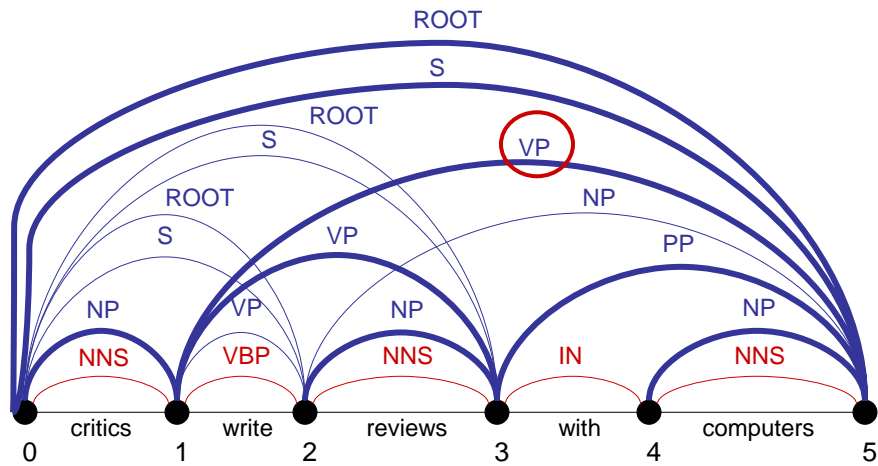 ROOT
S
ROOT
S
VP
ROOT
NP
S
VP
PP
NP
VP
NP
NP
NNS
VBP
NNS
IN
NNS
critics write reviews with computers
0 1 2 3 4 5